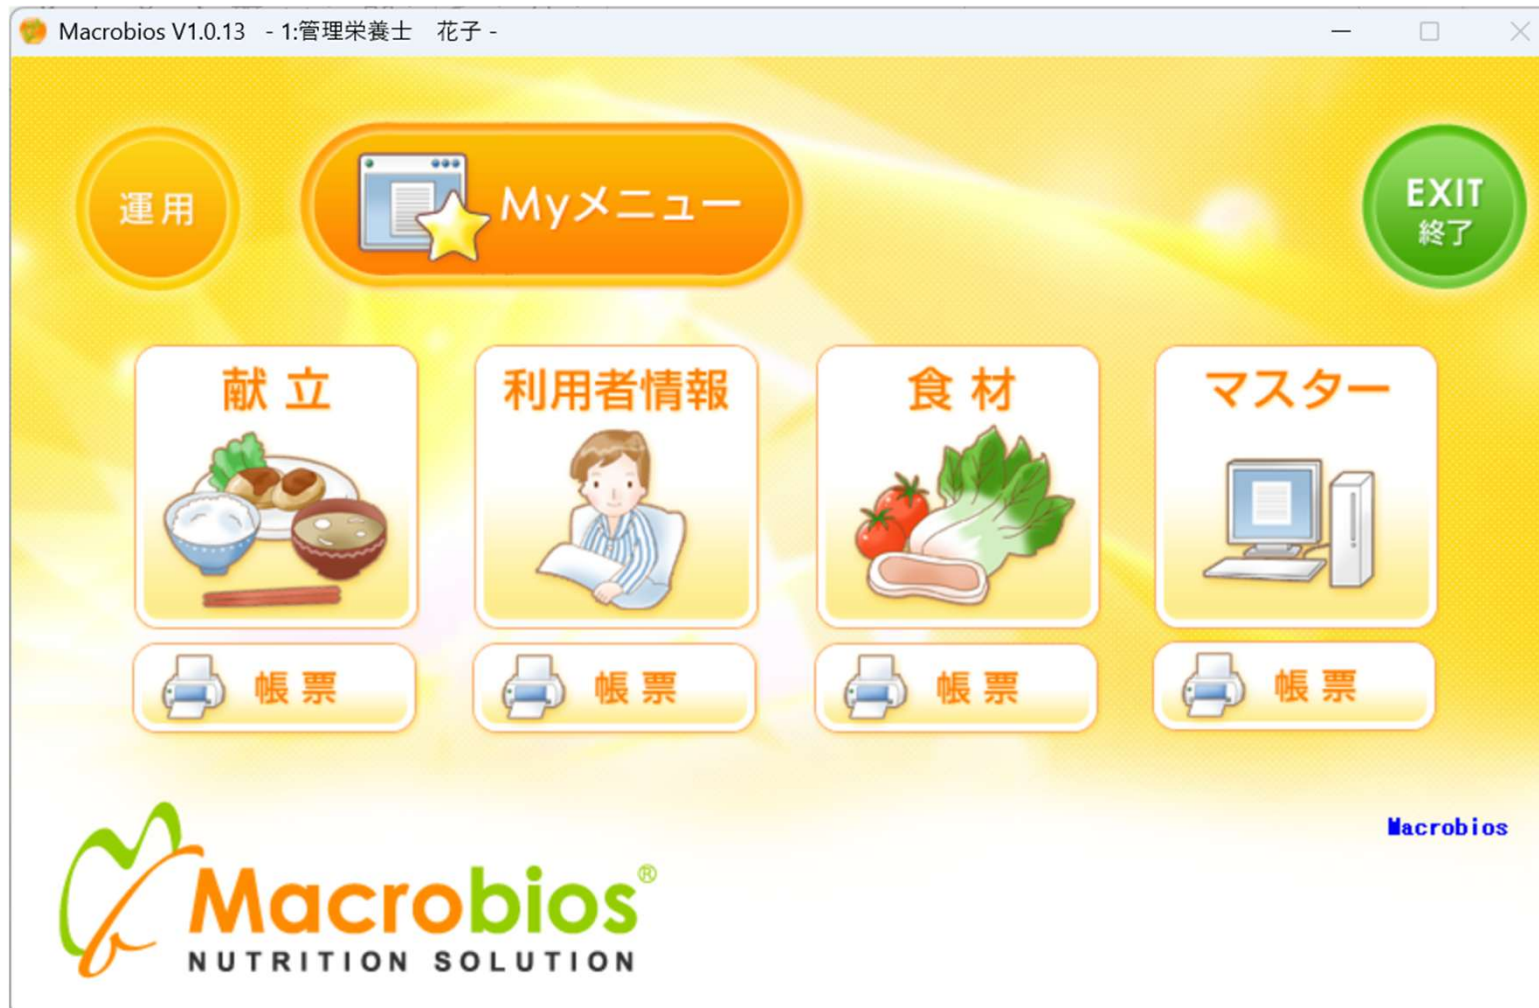 Macrobios V1.0.13 - 1:管理栄養士 花子 -
運用
Myメニュー
EXIT
終了
献立
利用者情報
食材
マスター
帳票
帳票
帳票
帳票
Macrobios
Macrobios®
NUTRITION SOLUTION